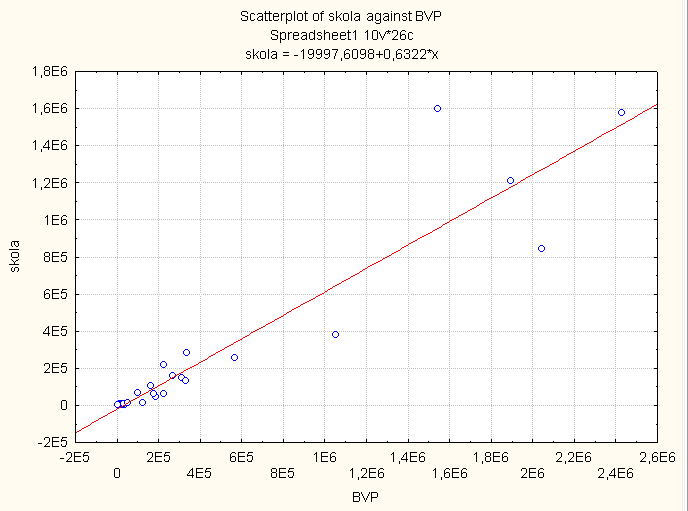 Scatterplot of skola against BVP
Spreadsheet1 10v*26c
skola = -19997,6098+0,6322*x
1,8E6
1,6E6
1,4E6
1,2E6
1E6
8E5
6E5
4E5
2E5
0
-2E5
skola
-2E5 2E5 6E5 1E6 1,4E6 1,8E6 2,2E6 2,6E6
0 4E5 8E5 1,2E6 1,6E6 2E6 2,4E6
BVP